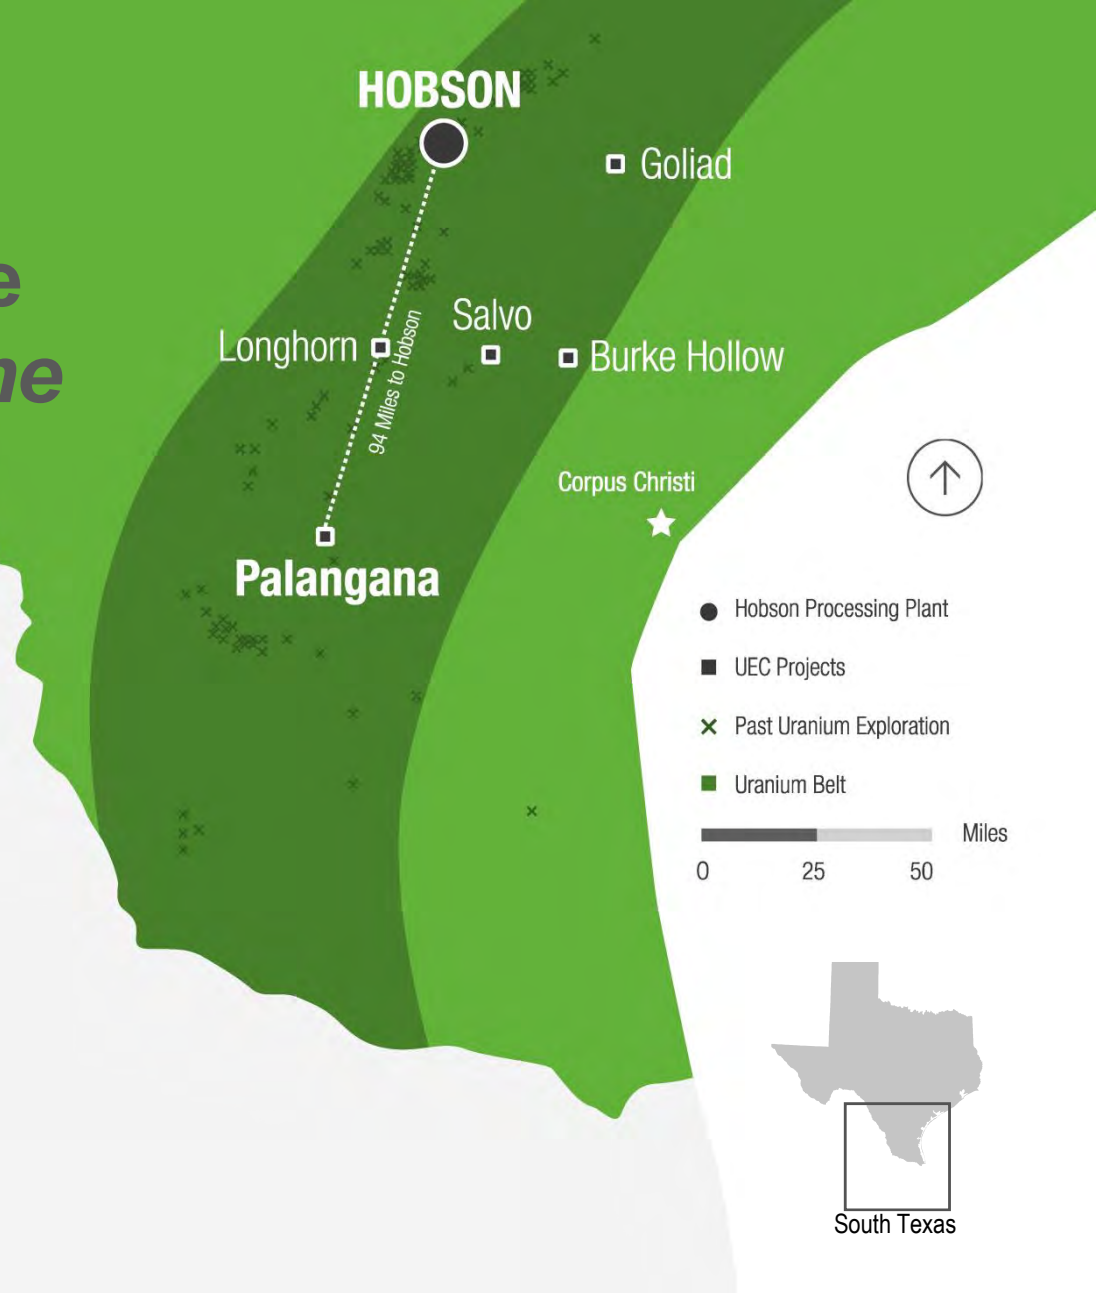 HOBSON
Goliad
Salvo
Longhorn
Burke Hollow
94 Miles to Hobson
Corpus Christi
Palangana
Hobson Processing Plant
UEC Projects
Past Uranium Exploration
Uranium Belt
Miles
0 25 50
South Texas